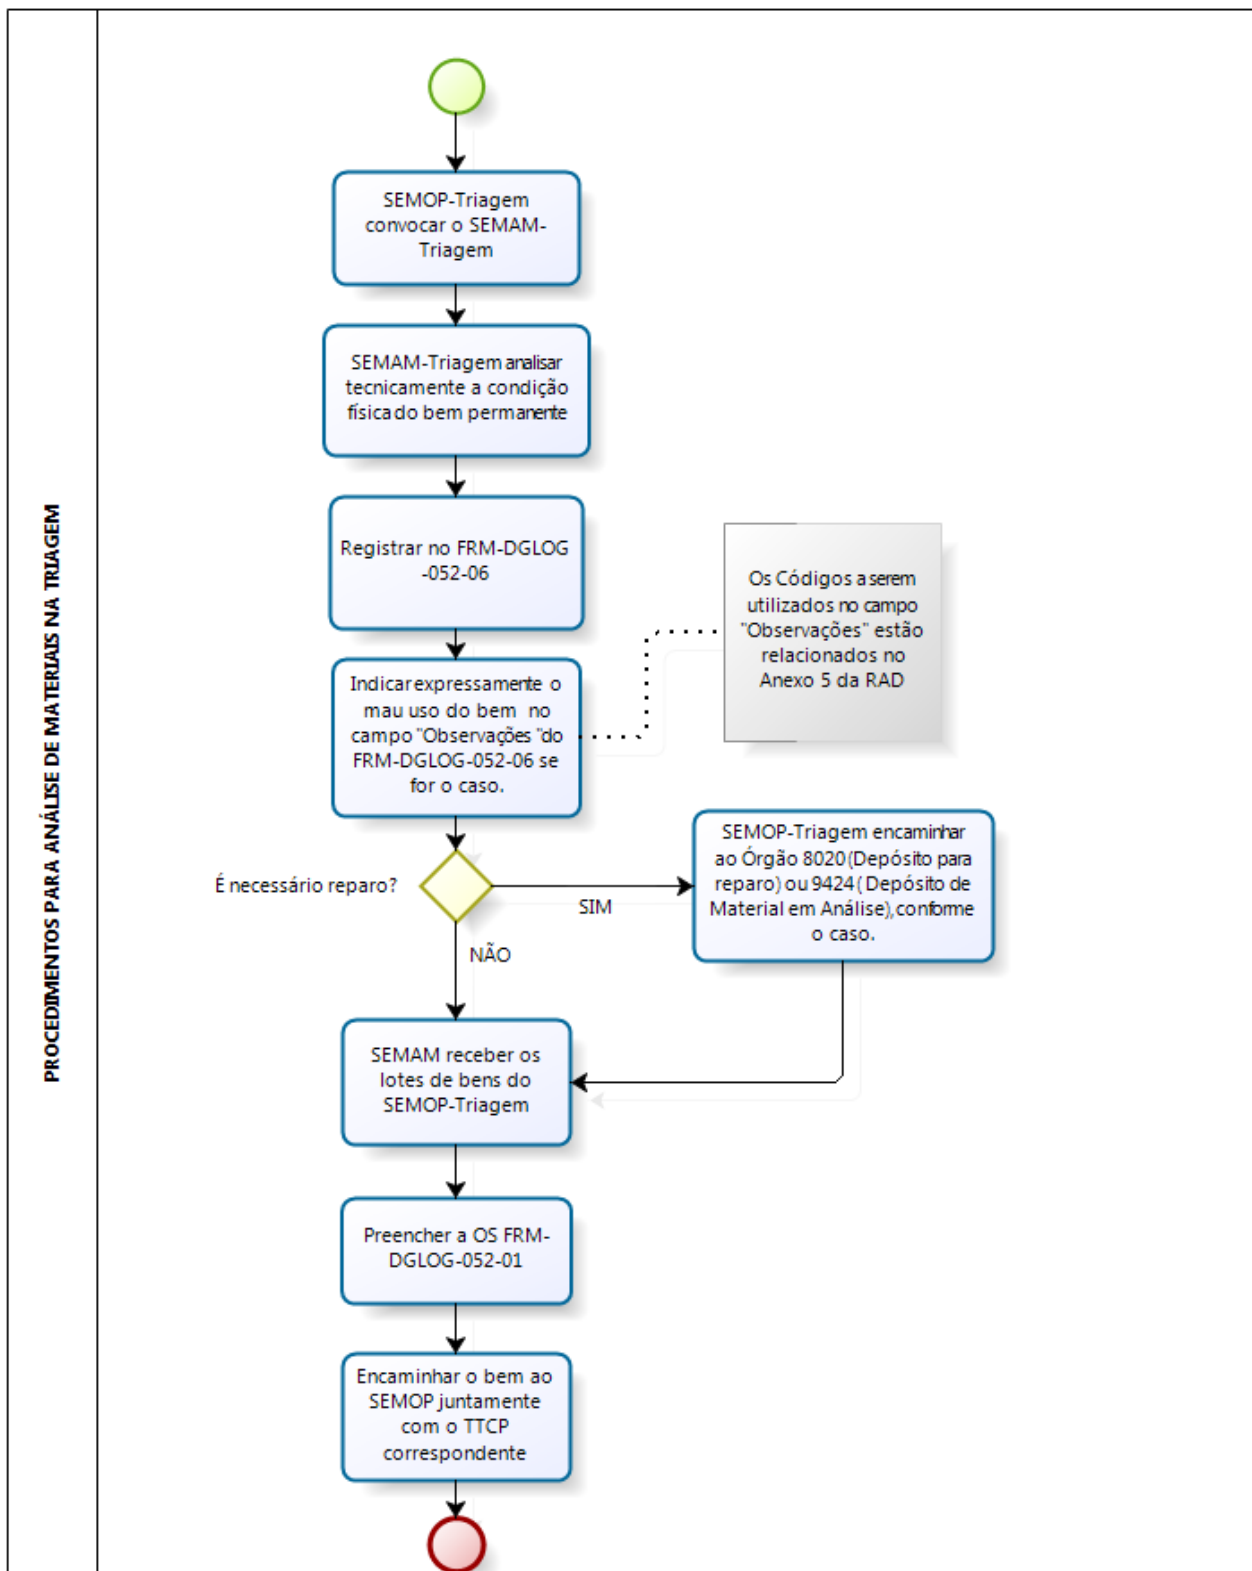 PROCEDIMENTOS PARA ANÁLISE DE MATERIAIS NA TRIAGEM
SEMOP-Triagem
convocar o SEMAM-
Triagem
SEMAM-Triagem analisar
tecnicamente a condição
física do bem permanente
Registrar no FRM-DGLOG
-052-06
Os Códigos a serem
utilizados no campo
"Observações" estão
relacionados no
Anexo 5 da RAD
Indicar expressamente o
mau uso do bem no
campo "Observações "do
FRM-DGLOG-052-06 se
for o caso.
É necessário reparo?
SIM
NÃO
SEMOP-Triagem encaminhar
ao Órgão 8020 (Depósito para
reparo) ou 9424 ( Depósito de
Material em Análise), conforme
o caso.
SEMAM receber os
lotes de bens do
SEMOP-Triagem
Preencher a OS FRM-
DGLOG-052-01
Encaminhar o bem ao
SEMOP juntamente
com o TTCP
correspondente